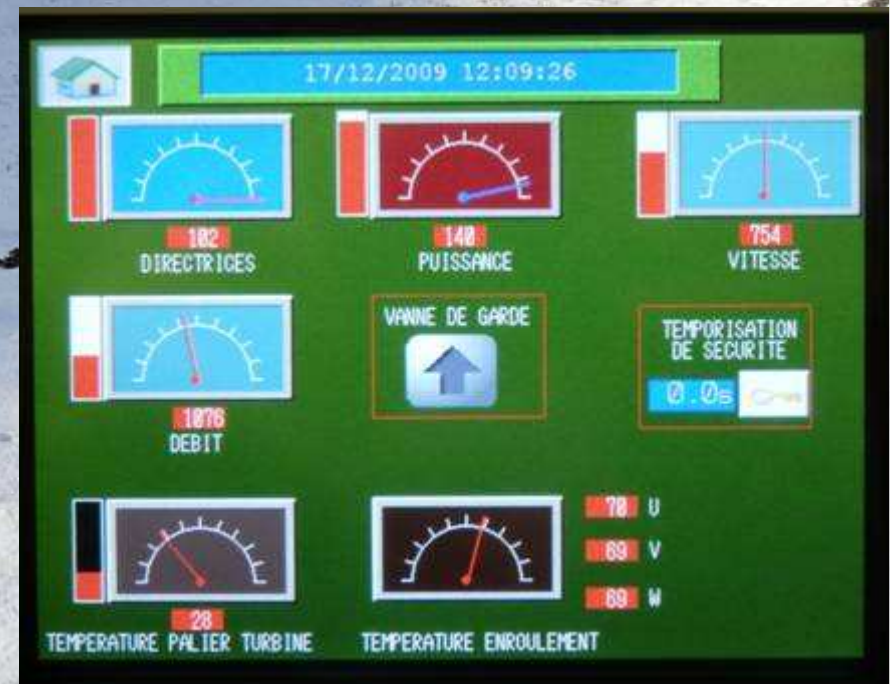 17/12/2009 12:09:26
102
DIRECTRICES
140
PUISSANCE
754
VITESSE
1076
DEBIT
VANNE DE GARDE
TEMPORISATION
DE SECURITE
0.0s
28
TEMPERATURE PALIER TURBINE
70 U
69 V
69 W
TEMPERATURE ENROULEMENT